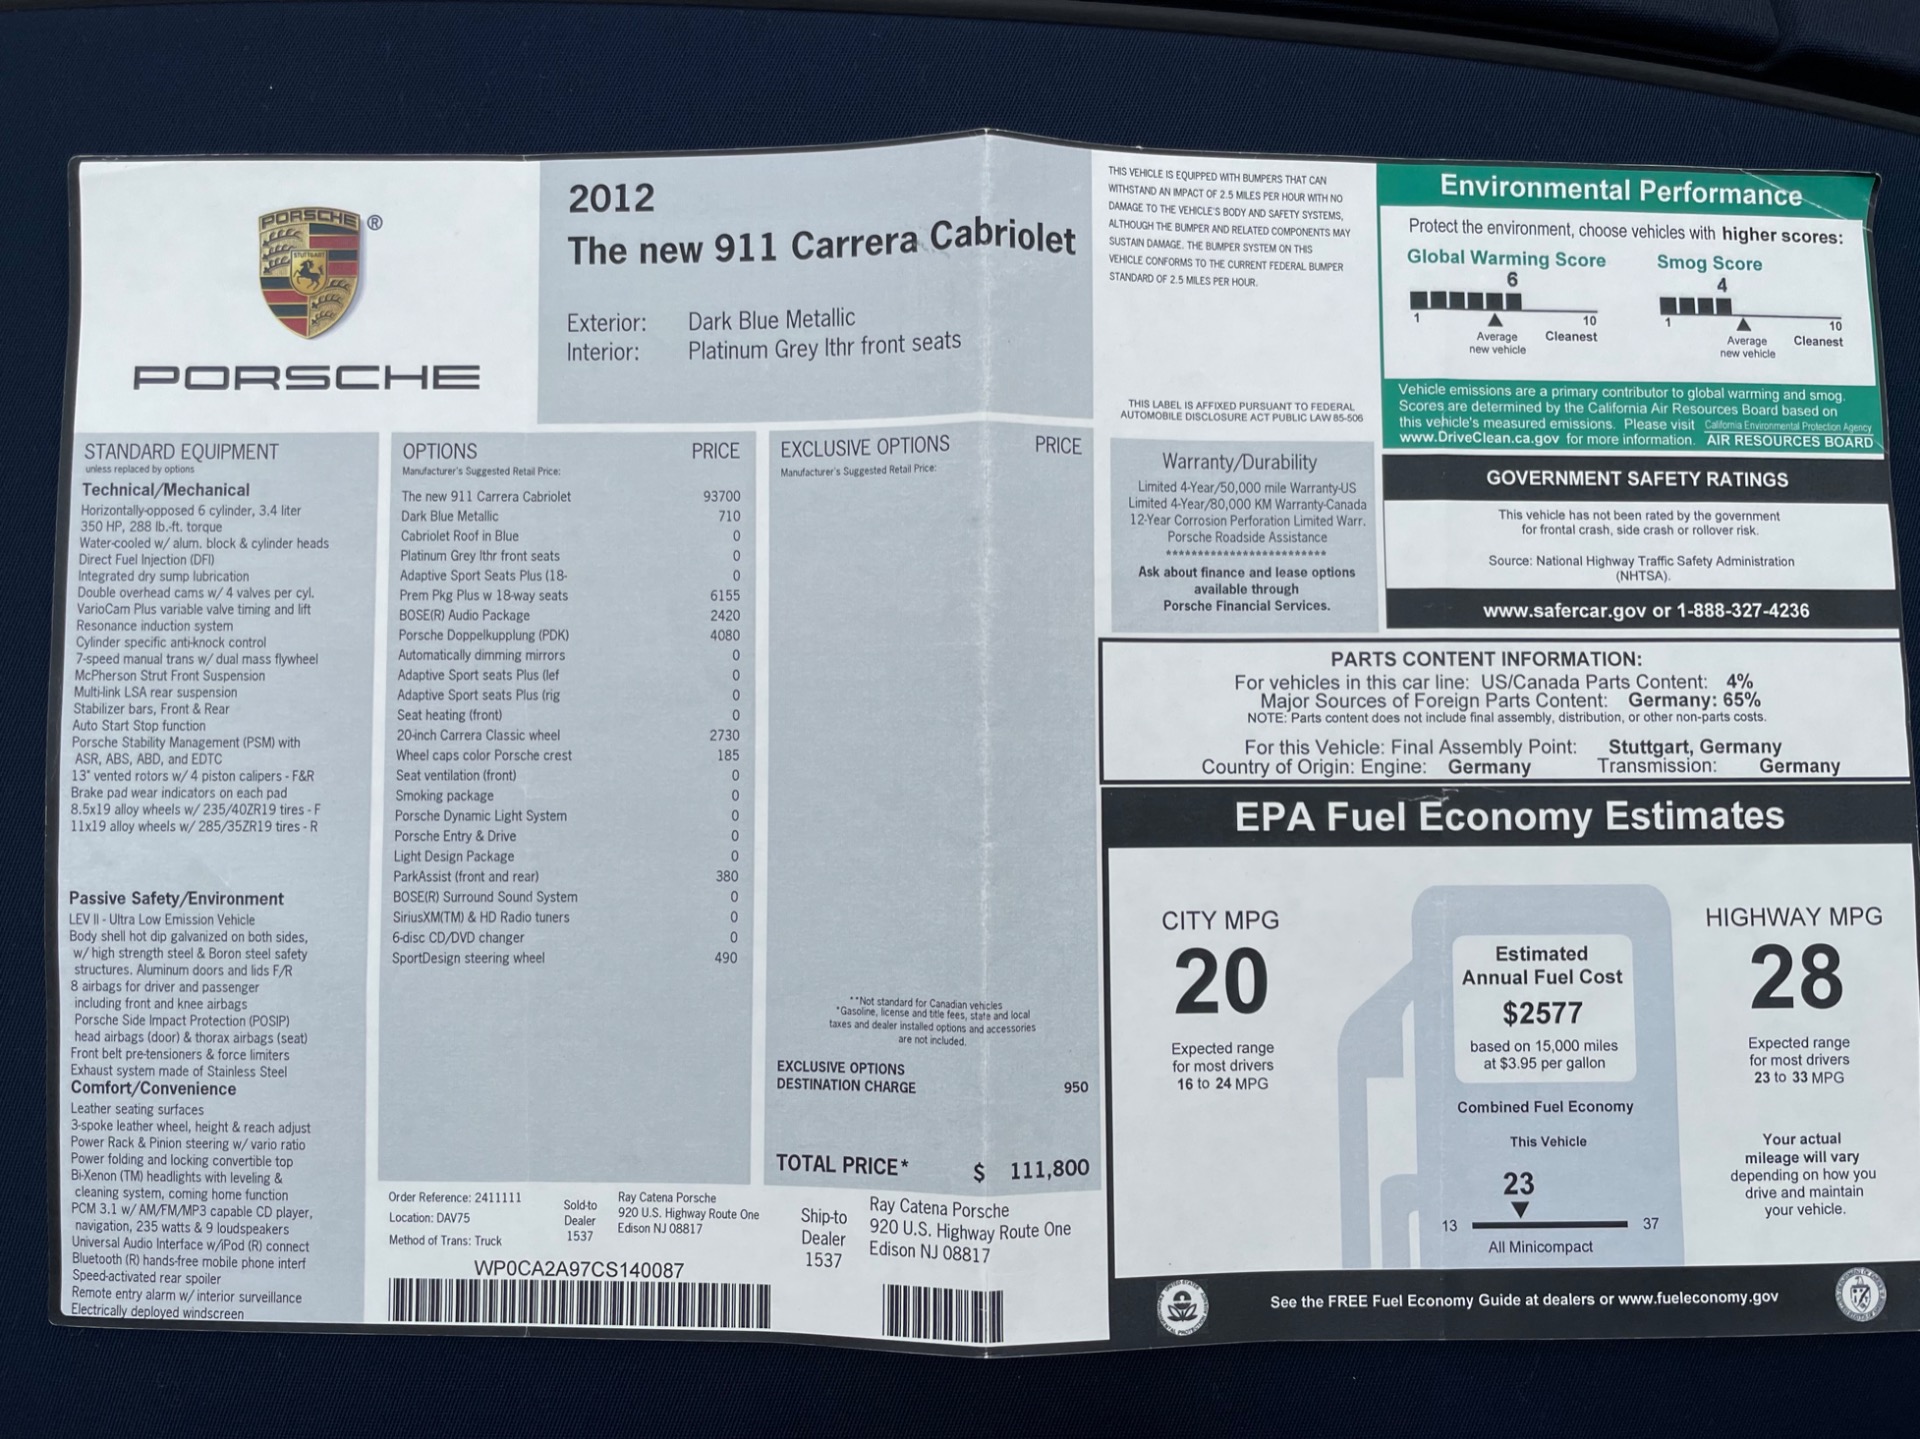 PORSCHE
STUTTGART
®
PORSCHE
2012
The new 911 Carrera Cabriolet
Exterior: Dark Blue Metallic
Interior: Platinum Grey lthr front seats
STANDARD EQUIPMENT
unless replaced by options
Technical/Mechanical
Horizontally-opposed 6 cylinder, 3.4 liter
350 HP, 288 lb.-ft. torque
Water-cooled w/ alum. block & cylinder heads
Direct Fuel Injection (DFI)
Integrated dry sump lubrication
Double overhead cams w/ 4 valves per cyl.
VarioCam Plus variable valve timing and lift
Resonance induction system
Cylinder specific anti-knock control
7-speed manual trans w/ dual mass flywheel
McPherson Strut Front Suspension
Multi-link LSA rear suspension
Stabilizer bars, Front & Rear
Auto Start Stop function
Porsche Stability Management (PSM) with
ASR, ABS, ABD, and EDTC
13" vented rotors w/ 4 piston calipers - F&R
Brake pad wear indicators on each pad
8.5x19 alloy wheels w/ 235/40ZR19 tires - F
11x19 alloy wheels w/ 285/35ZR19 tires - R
Passive Safety/Environment
LEV II - Ultra Low Emission Vehicle
Body shell hot dip galvanized on both sides,
w/ high strength steel & Boron steel safety
structures. Aluminum doors and lids F/R
8 airbags for driver and passenger
including front and knee airbags
Porsche Side Impact Protection (POSIP)
head airbags (door) & thorax airbags (seat)
Front belt pre-tensioners & force limiters
Exhaust system made of Stainless Steel
Comfort/Convenience
Leather seating surfaces
3-spoke leather wheel, height & reach adjust
Power Rack & Pinion steering w/ vario ratio
Power folding and locking convertible top
Bi-Xenon (TM) headlights with leveling &
cleaning system, coming home function
PCM 3.1 w/ AM/FM/MP3 capable CD player,
navigation, 235 watts & 9 loudspeakers
Universal Audio Interface w/iPod (R) connect
Bluetooth (R) hands-free mobile phone interf
Speed-activated rear spoiler
Remote entry alarm w/ interior surveillance
Electrically deployed windscreen
OPTIONS PRICE
Manufacturer's Suggested Retail Price:
The new 911 Carrera Cabriolet 93700
Dark Blue Metallic 710
Cabriolet Roof in Blue 0
Platinum Grey lthr front seats 0
Adaptive Sport Seats Plus (18- 0
Prem Pkg Plus w 18-way seats 6155
BOSE(R) Audio Package 2420
Porsche Doppelkupplung (PDK) 4080
Automatically dimming mirrors 0
Adaptive Sport seats Plus (lef 0
Adaptive Sport seats Plus (rig 0
Seat heating (front) 0
20-inch Carrera Classic wheel 2730
Wheel caps color Porsche crest 185
Seat ventilation (front) 0
Smoking package 0
Porsche Dynamic Light System 0
Porsche Entry & Drive 0
Light Design Package 0
ParkAssist (front and rear) 380
BOSE(R) Surround Sound System 0
SiriusXM(TM) & HD Radio tuners 0
6-disc CD/DVD changer 0
SportDesign steering wheel 490
EXCLUSIVE OPTIONS PRICE
Manufacturer's Suggested Retail Price:
**Not standard for Canadian vehicles
*Gasoline, license and title fees, state and local
taxes and dealer installed options and accessories
are not included.
EXCLUSIVE OPTIONS
DESTINATION CHARGE 950
TOTAL PRICE* $ 111,800
Order Reference: 2411111
Location: DAV75
Method of Trans: Truck
Sold-to
Dealer
1537
Ray Catena Porsche
920 U.S. Highway Route One
Edison NJ 08817
Ship-to
Dealer
1537
Ray Catena Porsche
920 U.S. Highway Route One
Edison NJ 08817
WP0CA2A97CS140087
THIS VEHICLE IS EQUIPPED WITH BUMPERS THAT CAN
WITHSTAND AN IMPACT OF 2.5 MILES PER HOUR WITH NO
DAMAGE TO THE VEHICLE'S BODY AND SAFETY SYSTEMS,
ALTHOUGH THE BUMPER AND RELATED COMPONENTS MAY
SUSTAIN DAMAGE. THE BUMPER SYSTEM ON THIS
VEHICLE CONFORMS TO THE CURRENT FEDERAL BUMPER
STANDARD OF 2.5 MILES PER HOUR.
THIS LABEL IS AFFIXED PURSUANT TO FEDERAL
AUTOMOBILE DISCLOSURE ACT PUBLIC LAW 85-506
Warranty/Durability
Limited 4-Year/50,000 mile Warranty-US
Limited 4-Year/80,000 KM Warranty-Canada
12-Year Corrosion Perforation Limited Warr.
Porsche Roadside Assistance
**************************
Ask about finance and lease options
available through
Porsche Financial Services.
Environmental Performance
Protect the environment, choose vehicles with higher scores:
Global Warming Score
6
1 10
Average
new vehicle
Cleanest
Smog Score
4
1 10
Average
new vehicle
Cleanest
Vehicle emissions are a primary contributor to global warming and smog.
Scores are determined by the California Air Resources Board based on
this vehicle's measured emissions. Please visit California Environmental Protection Agency
www.DriveClean.ca.gov for more information. AIR RESOURCES BOARD
GOVERNMENT SAFETY RATINGS
This vehicle has not been rated by the government
for frontal crash, side crash or rollover risk.
Source: National Highway Traffic Safety Administration
(NHTSA).
www.safercar.gov or 1-888-327-4236
PARTS CONTENT INFORMATION:
For vehicles in this car line: US/Canada Parts Content: 4%
Major Sources of Foreign Parts Content: Germany: 65%
NOTE: Parts content does not include final assembly, distribution, or other non-parts costs.
For this Vehicle: Final Assembly Point: Stuttgart, Germany
Country of Origin: Engine: Germany Transmission: Germany
EPA Fuel Economy Estimates
CITY MPG
20
Expected range
for most drivers
16 to 24 MPG
Estimated
Annual Fuel Cost
$2577
based on 15,000 miles
at $3.95 per gallon
Combined Fuel Economy
This Vehicle
23
13 37
All Minicompact
HIGHWAY MPG
28
Expected range
for most drivers
23 to 33 MPG
Your actual
mileage will vary
depending on how you
drive and maintain
your vehicle.
See the FREE Fuel Economy Guide at dealers or www.fueleconomy.gov